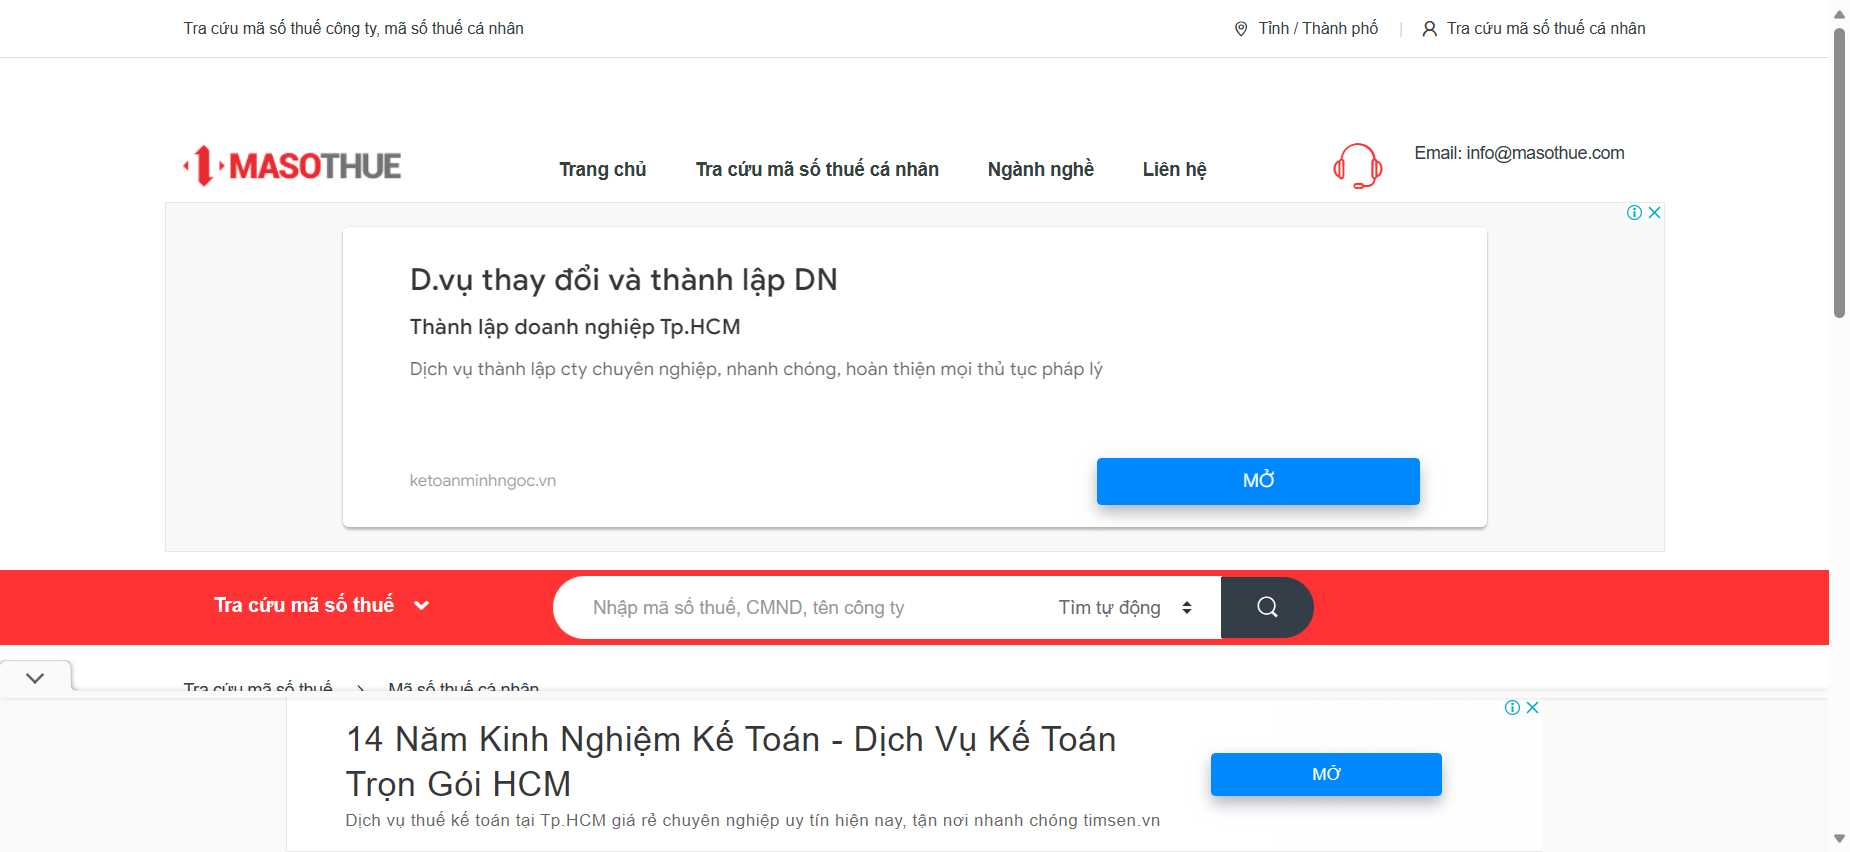 Tra cứu mã số thuế công ty, mã số thuế cá nhân
Tỉnh / Thành phố | Tra cứu mã số thuế cá nhân
MASOTHUE
Trang chủ
Tra cứu mã số thuế cá nhân
Ngành nghề
Liên hệ
Email: info@masothue.com
D.vụ thay đổi và thành lập DN
Thành lập doanh nghiệp Tp.HCM
Dịch vụ thành lập cty chuyên nghiệp, nhanh chóng, hoàn thiện mọi thủ tục pháp lý
ketoanminhngoc.vn
MỞ
Tra cứu mã số thuế
Nhập mã số thuế, CMND, tên công ty
Tìm tự động
Tra cứu mã số thuế > Mã số thuế cá nhân
14 Năm Kinh Nghiệm Kế Toán - Dịch Vụ Kế Toán
Trọn Gói HCM
Dịch vụ thuế kế toán tại Tp.HCM giá rẻ chuyên nghiệp uy tín hiện nay, tận nơi nhanh chóng timsen.vn
MỞ